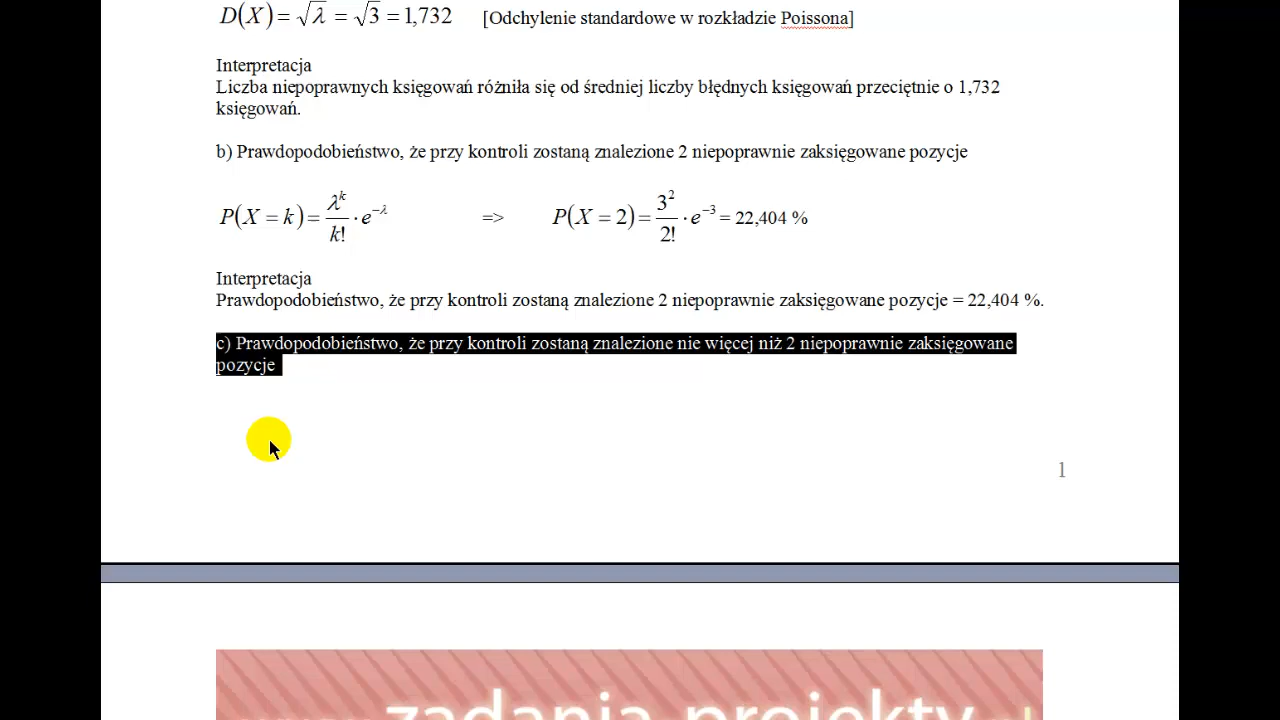 D(X) = √λ = √3 = 1,732 [Odchylenie standardowe w rozkładzie Poissona]
Interpretacja
Liczba niepoprawnych księgowań różniła się od średniej liczby błędnych księgowań przeciętnie o 1,732
księgowań.
b) Prawdopodobieństwo, że przy kontroli zostaną znalezione 2 niepoprawnie zaksięgowane pozycje
P(X = k) = λ^k / k! · e^−λ => P(X = 2) = 3^2 / 2! · e^−3 = 22,404 %
Interpretacja
Prawdopodobieństwo, że przy kontroli zostaną znalezione 2 niepoprawnie zaksięgowane pozycje = 22,404 %.
c) Prawdopodobieństwo, że przy kontroli zostaną znalezione nie więcej niż 2 niepoprawnie zaksięgowane
pozycje
1
zadania-projekty